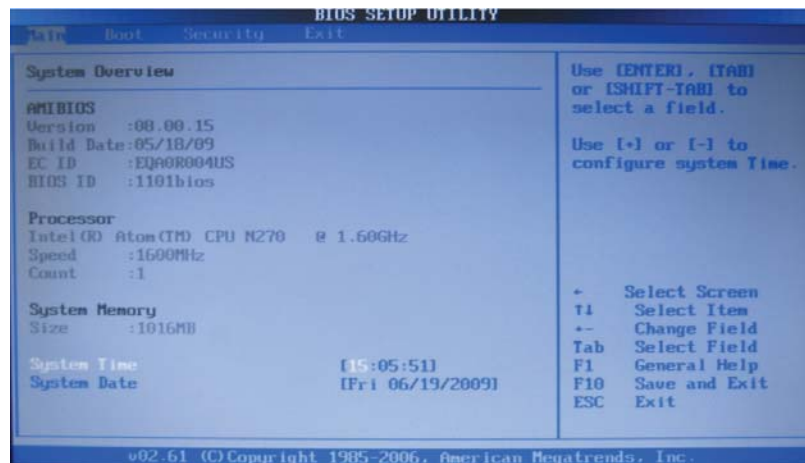 BIOS SETUP UTILITY
Main Boot Security Exit
System Overview
AMIBIOS
Version :08.00.15
Build Date:05/18/09
EC ID :EQA0R004US
BIOS ID :1101bios
Processor
Intel(R) Atom(TM) CPU N270 @ 1.60GHz
Speed :1600MHz
Count :1
System Memory
Size :1016MB
System Time [15:05:51]
System Date [Fri 06/19/2009]
Use [ENTER], [TAB]
or [SHIFT-TAB] to
select a field.
Use [+] or [-] to
configure system Time.
← Select Screen
↑↓ Select Item
+- Change Field
Tab Select Field
F1 General Help
F10 Save and Exit
ESC Exit
v02.61 (C)Copyright 1985-2006, American Megatrends, Inc.